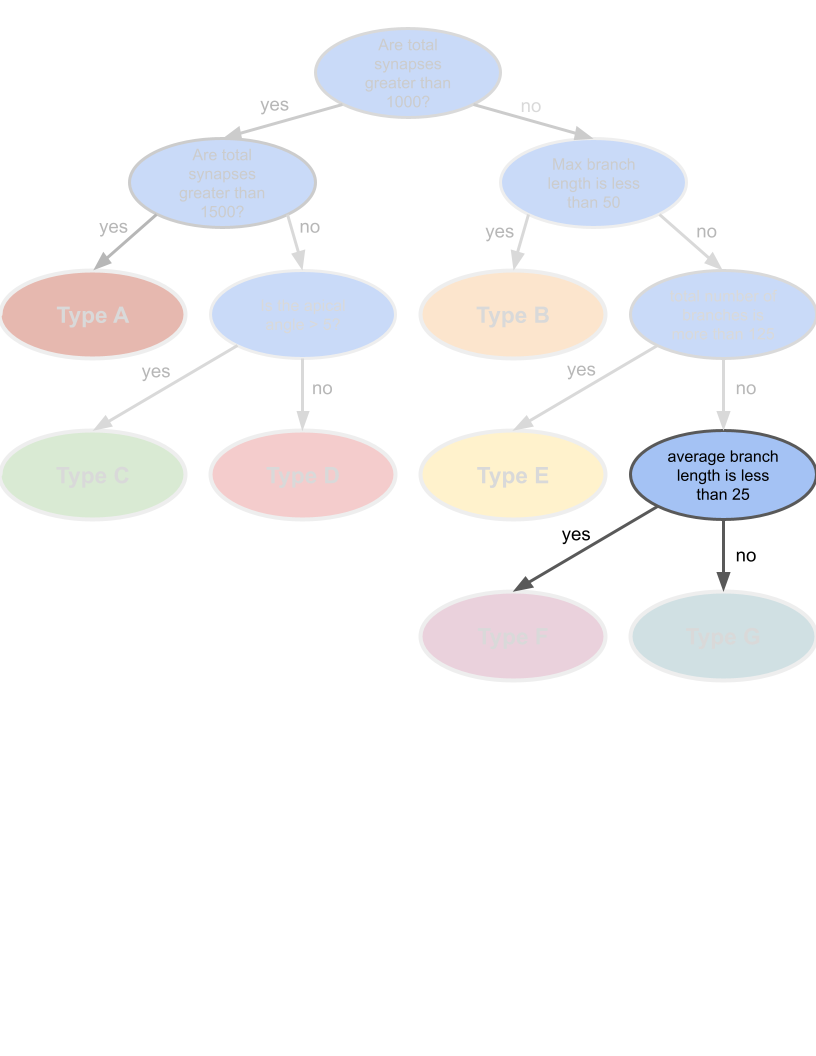 Are total
synapses
greater than
1000?
yes
no
Are total
synapses
greater than
1500?
Max branch
length is less
than 50
yes
no
yes
no
Type A
Type B
yes
no
yes
no
Type C
Type D
Type E
average branch
length is less
than 25
yes
no
Type F
Type G